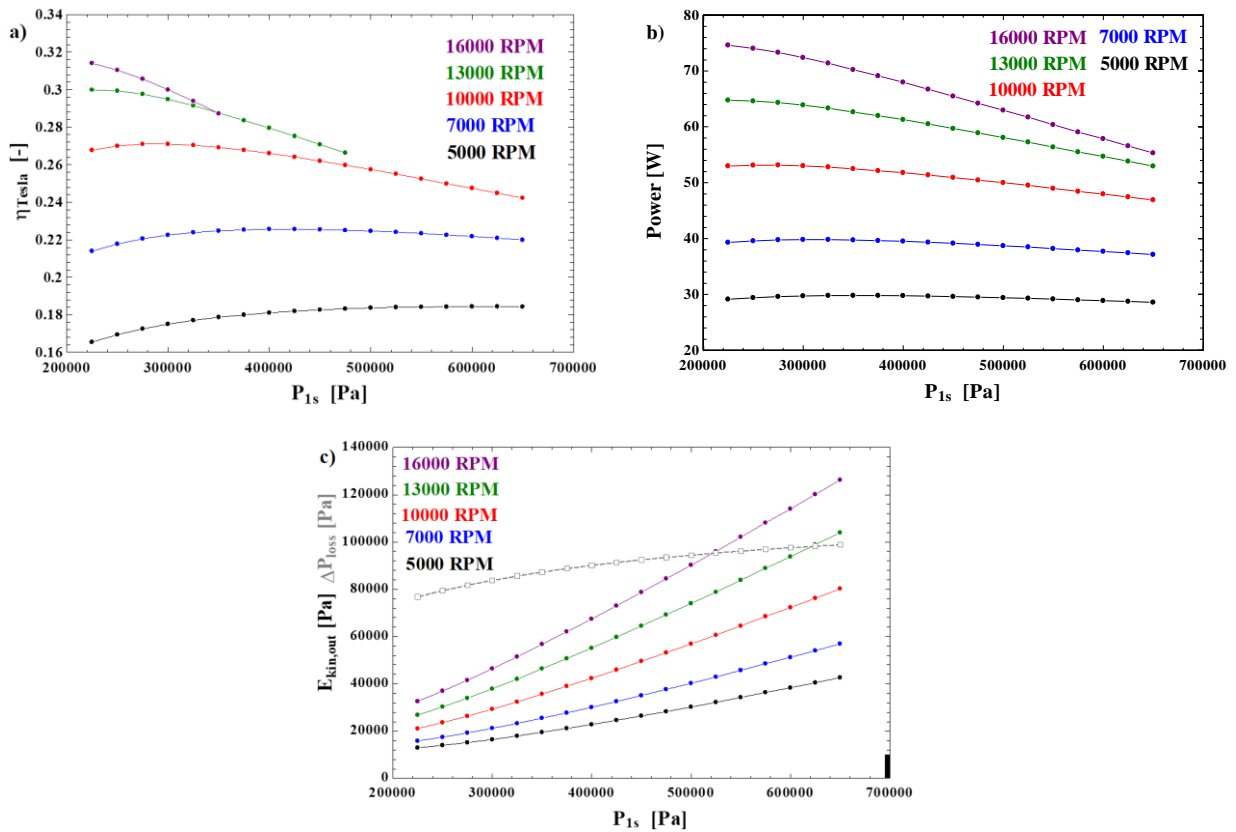 a)
0.34
0.32
0.3
0.28
0.26
0.24
0.22
0.2
0.18
0.16
ηTesla [-]
16000 RPM
13000 RPM
10000 RPM
7000 RPM
5000 RPM
200000 300000 400000 500000 600000 700000
P1s [Pa]
b)
80
70
60
50
40
30
20
Power [W]
16000 RPM 7000 RPM
13000 RPM 5000 RPM
10000 RPM
200000 300000 400000 500000 600000 700000
P1s [Pa]
c)
140000
120000
100000
80000
60000
40000
20000
0
Ekin,out [Pa] ΔPloss [Pa]
16000 RPM
13000 RPM
10000 RPM
7000 RPM
5000 RPM
200000 300000 400000 500000 600000 700000
P1s [Pa]